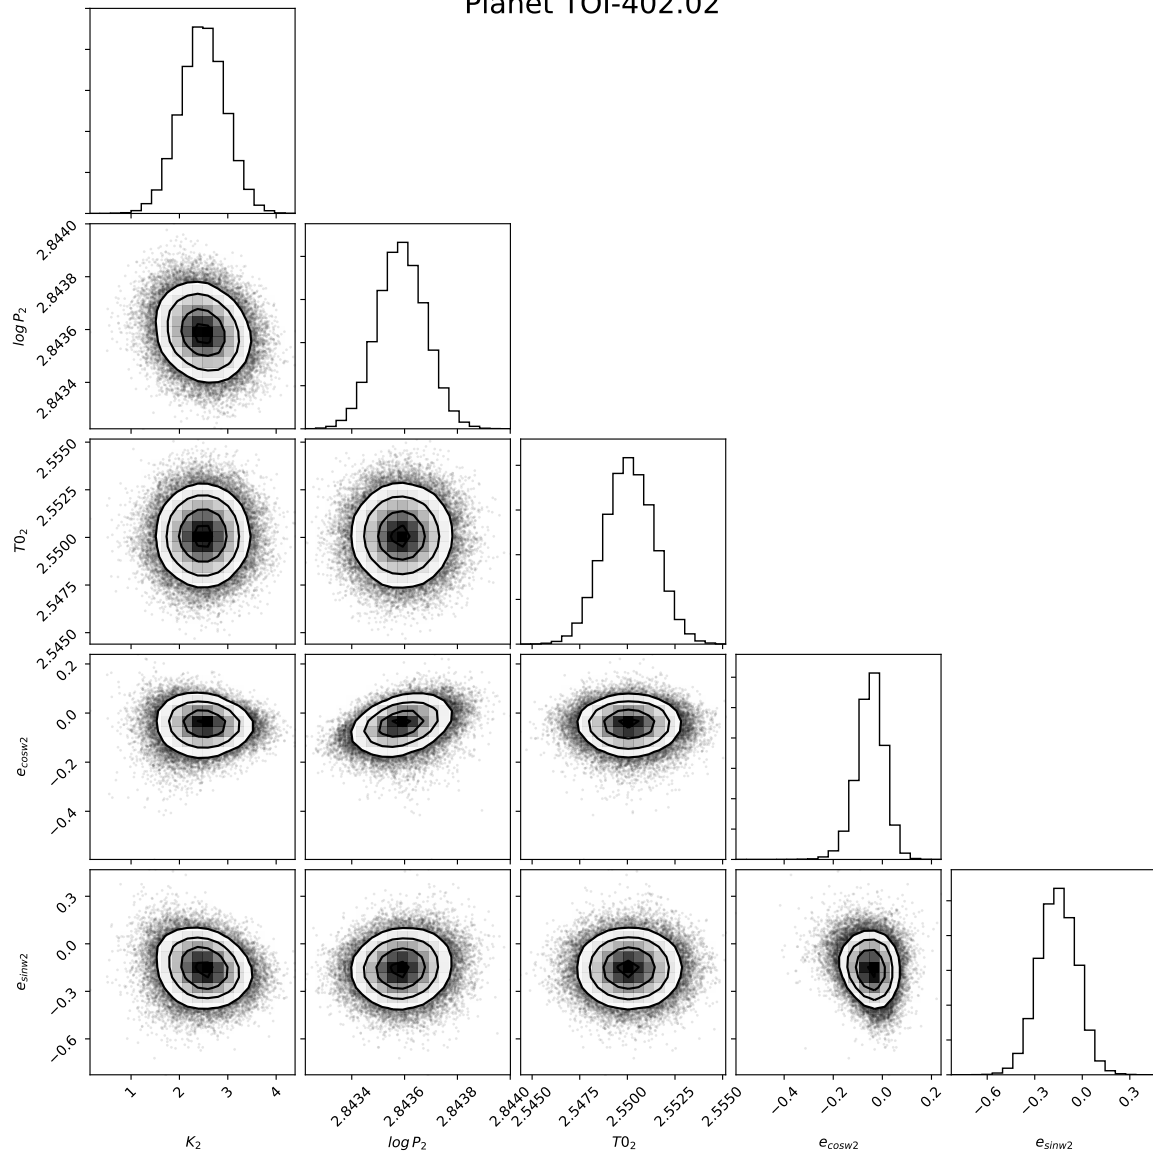 Planet TOI-402.02
log P₂
2.8440
2.8438
2.8436
2.8434
T0₂
2.5550
2.5525
2.5500
2.5475
2.5450
e_cosw2
0.2
0.0
−0.2
−0.4
e_sinw2
0.3
0.0
−0.3
−0.6
1 2 3 4
2.8434 2.8436 2.8438 2.8440
2.5450 2.5475 2.5500 2.5525 2.5550
−0.4 −0.2 0.0 0.2
−0.6 −0.3 0.0 0.3
K₂ log P₂ T0₂ e_cosw2 e_sinw2